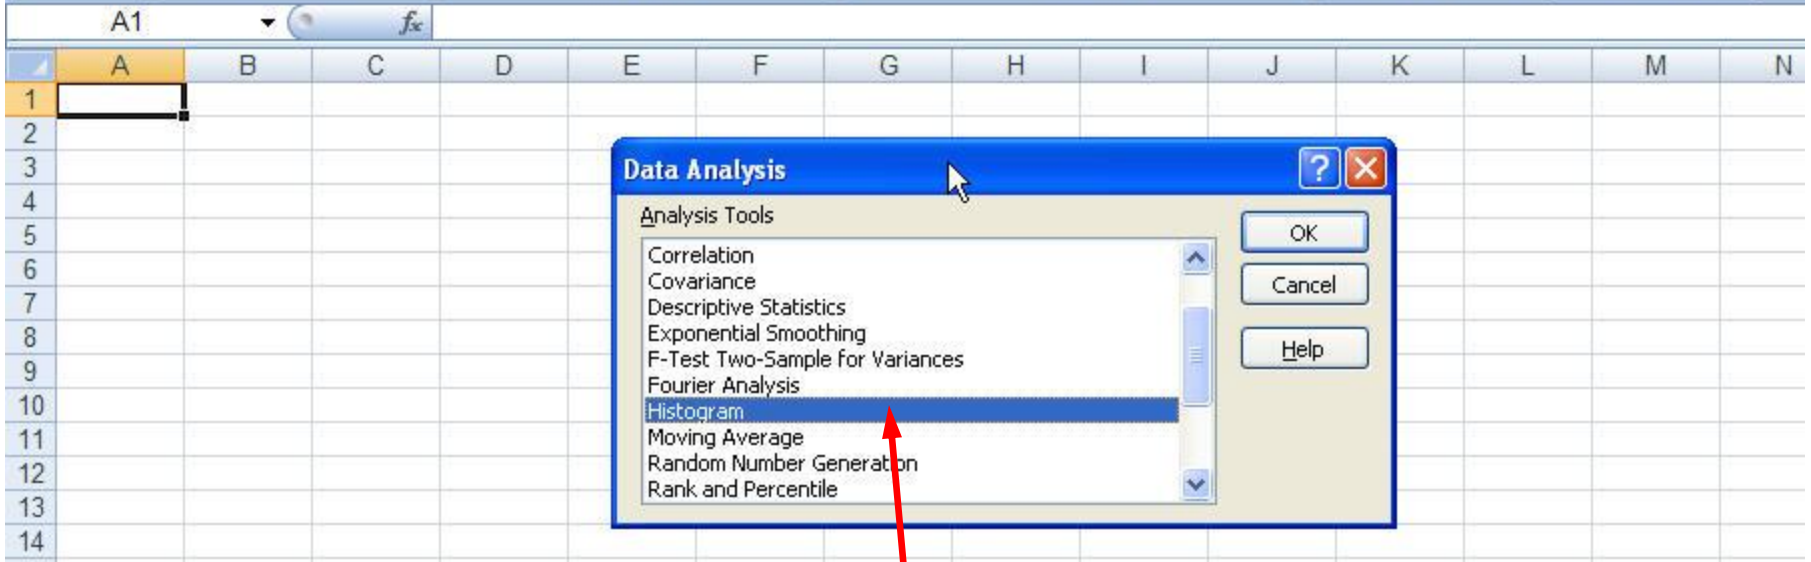 A1 fx
A B C D E F G H I J K L M N
1
2
3
4
5
6
7
8
9
10
11
12
13
14
Data Analysis ?
Analysis Tools
Correlation
Covariance
Descriptive Statistics
Exponential Smoothing
F-Test Two-Sample for Variances
Fourier Analysis
Histogram
Moving Average
Random Number Generation
Rank and Percentile
OK
Cancel
Help